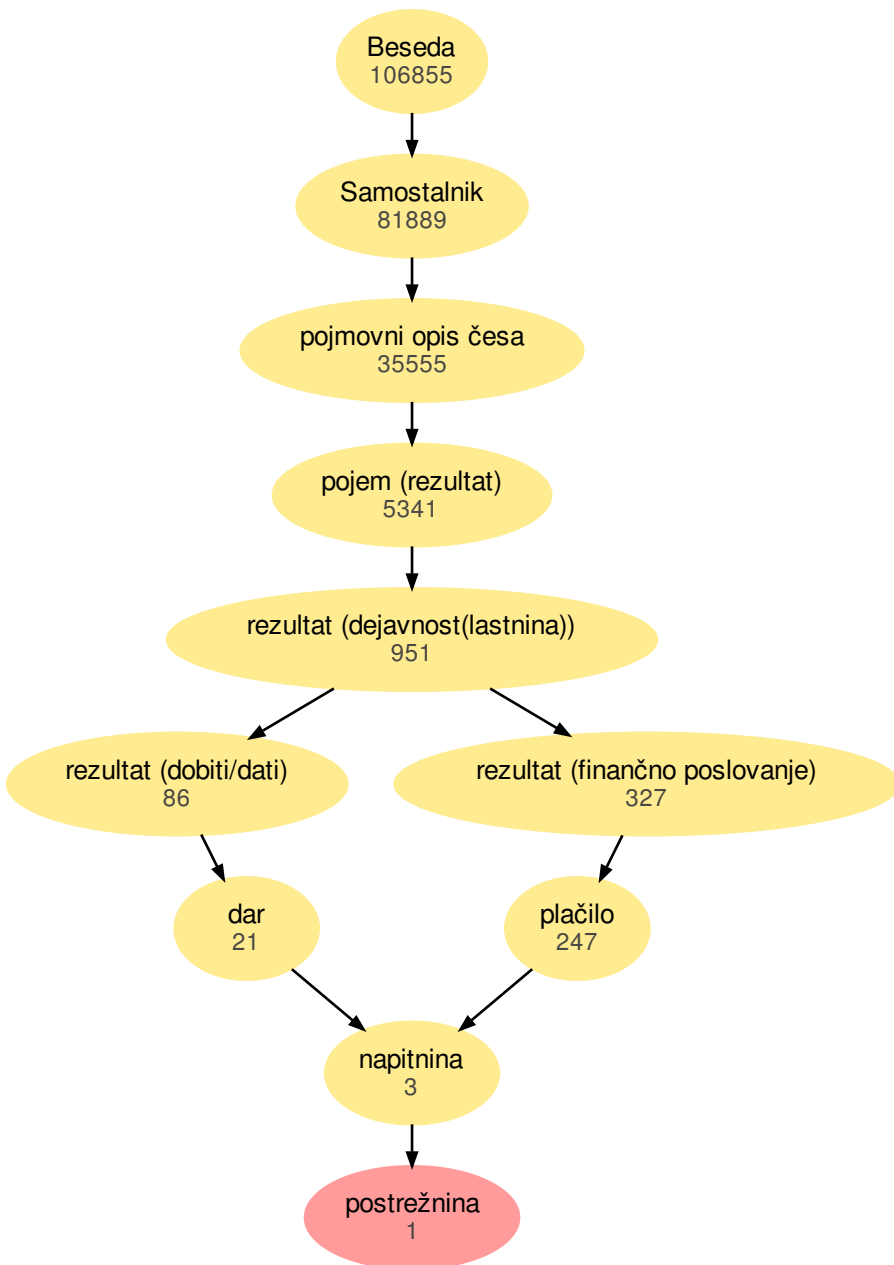 Beseda
106855
Samostalnik
81889
pojmovni opis česa
35555
pojem (rezultat)
5341
rezultat (dejavnost(lastnina))
951
rezultat (dobiti/dati)
86
rezultat (finančno poslovanje)
327
dar
21
plačilo
247
napitnina
3
postrežnina
1